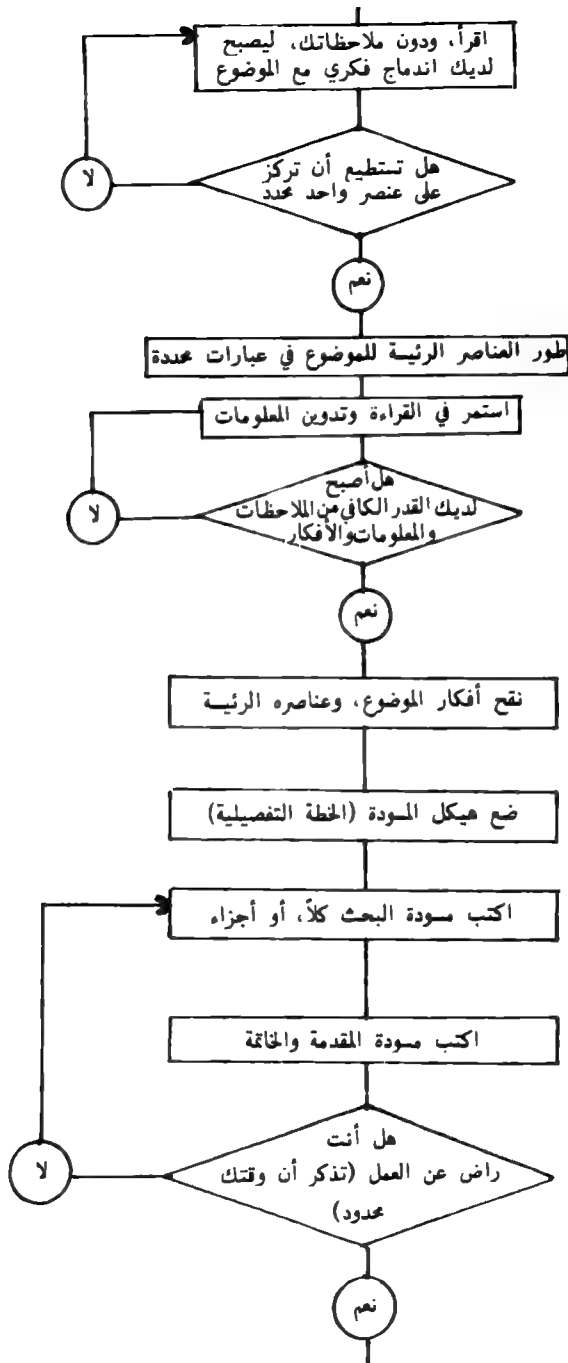 اقرأ، ودون ملاحظاتك، ليصبح
لديك اندماج فكري مع الموضوع
هل تستطيع أن تركز
على عنصر واحد محدد
لا
نعم
طور العناصر الرئيسة للموضوع في عبارات محددة
استمر في القراءة وتدوين المعلومات
هل أصبح
لديك القدر الكافي من الملاحظات
والمعلومات والأفكار
لا
نعم
نقح أفكار الموضوع، وعناصره الرئيسة
ضع هيكل المسودة (الخطة التفصيلية)
اكتب مسودة البحث كلاً، أو أجزاء
اكتب مسودة المقدمة والخاتمة
هل أنت
راض عن العمل (تذكر أن وقتك
محدود)
لا
نعم